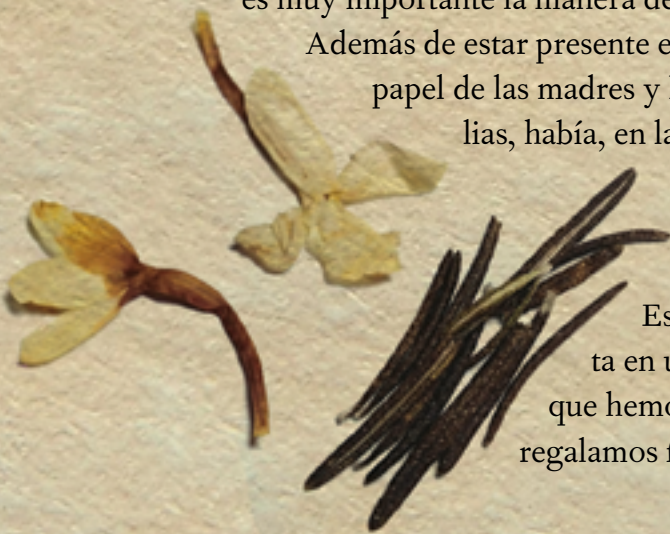 es muy importante la manera de
Además de estar presente e
papel de las madres y
lias, había, en la
Es
ta en u
que hemo
regalamos f